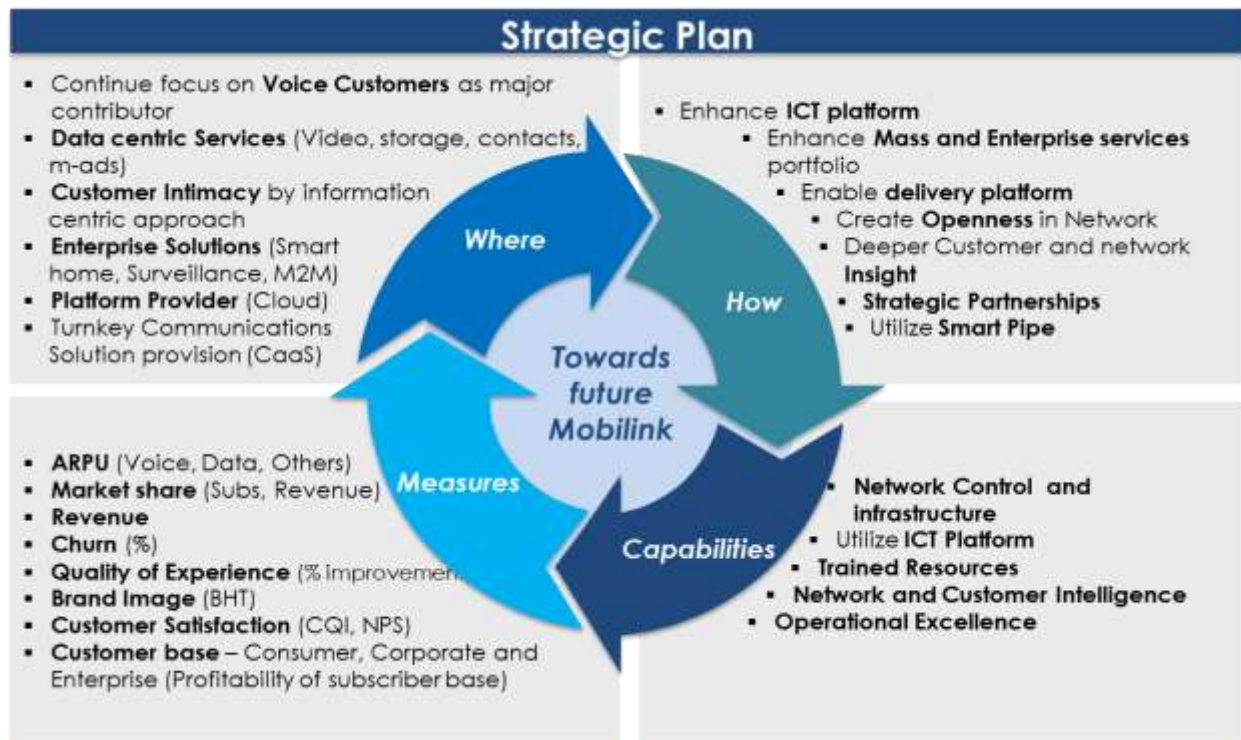 Strategic Plan
▪ Continue focus on Voice Customers as major
contributor
▪ Data centric Services (Video, storage, contacts,
m-ads)
▪ Customer Intimacy by information
centric approach
▪ Enterprise Solutions (Smart
home, Surveillance, M2M)
▪ Platform Provider (Cloud)
▪ Turnkey Communications
Solution provision (CaaS)
▪ Enhance ICT platform
▪ Enhance Mass and Enterprise services
portfolio
▪ Enable delivery platform
▪ Create Openness in Network
▪ Deeper Customer and network
Insight
▪ Strategic Partnerships
▪ Utilize Smart Pipe
Where
How
Towards
future
Mobilink
Measures
Capabilities
▪ ARPU (Voice, Data, Others)
▪ Market share (Subs, Revenue)
▪ Revenue
▪ Churn (%)
▪ Quality of Experience (% improvement
▪ Brand Image (BHT)
▪ Customer Satisfaction (CQI, NPS)
▪ Customer base – Consumer, Corporate and
Enterprise (Profitability of subscriber base)
▪ Network Control and
infrastructure
▪ Utilize ICT Platform
▪ Trained Resources
▪ Network and Customer Intelligence
▪ Operational Excellence